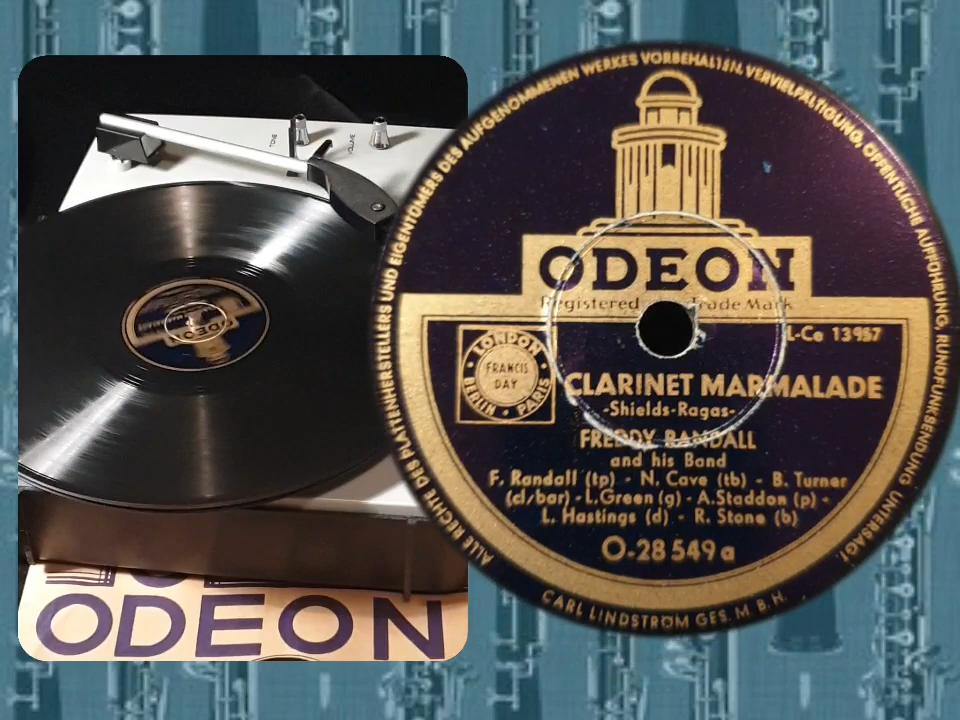 TONE
VOLUME
ODEON
ODEON
ALLE RECHTE DES PLATTENHERSTELLERS UND EIGENTÜMERS DES AUFGENOMMENEN WERKES VORBEHALTEN. VERVIELFÄLTIGUNG, ÖFFENTLICHE AUFFÜHRUNG, RUNDFUNKSENDUNG UNTERSAGT
ODEON
Registered Trade Mark
L-Ce 13957
LONDON
FRANCIS
DAY
BERLIN • PARIS
CLARINET MARMALADE
-Shields-Ragas-
FREDDY RANDALL
and his Band
F. Randall (tp) - N. Cave (tb) - B. Turner
(cl/bar) - L. Green (g) - A. Staddon (p) -
L. Hastings (d) - R. Stone (b)
O-28 549 a
CARL LINDSTRÖM GES. M. B. H.